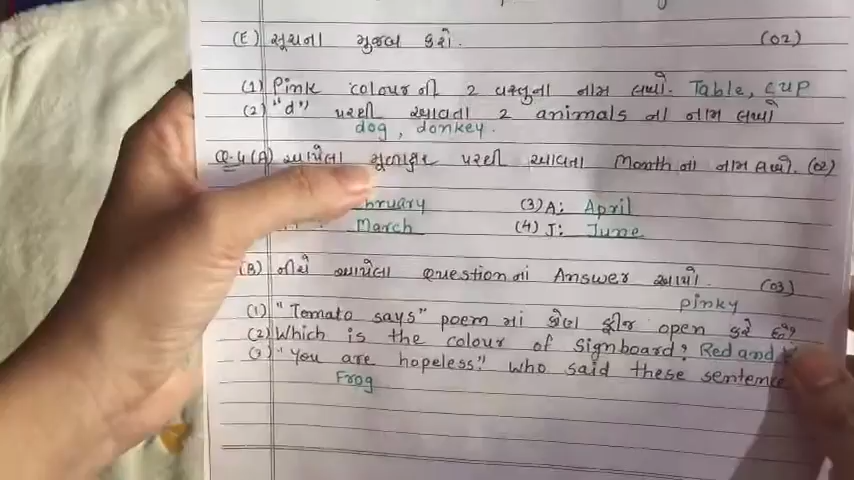 (E) સૂચના મુજબ કરો. (02)
(1) Pink colour ની 2 વસ્તુના નામ લખો. Table, cup
(2) "d" પરથી આવતા 2 animals ના નામ લખો
dog, donkey.
Q-4 (A) આપેલા મૂળાક્ષર પરથી આવતા Month ના નામ લખો. (02)
bruary (3) A: April
March (4) J: June
(B) નીચે આપેલા question નાં Answer આપો. (03)
pinky
(1) "Tomato says" poem માં કોણ ફ્રીજ open કરે છે?
(2) Which is the colour of signboard? Red and
(3) "You are hopeless." who said these sentence
Frog